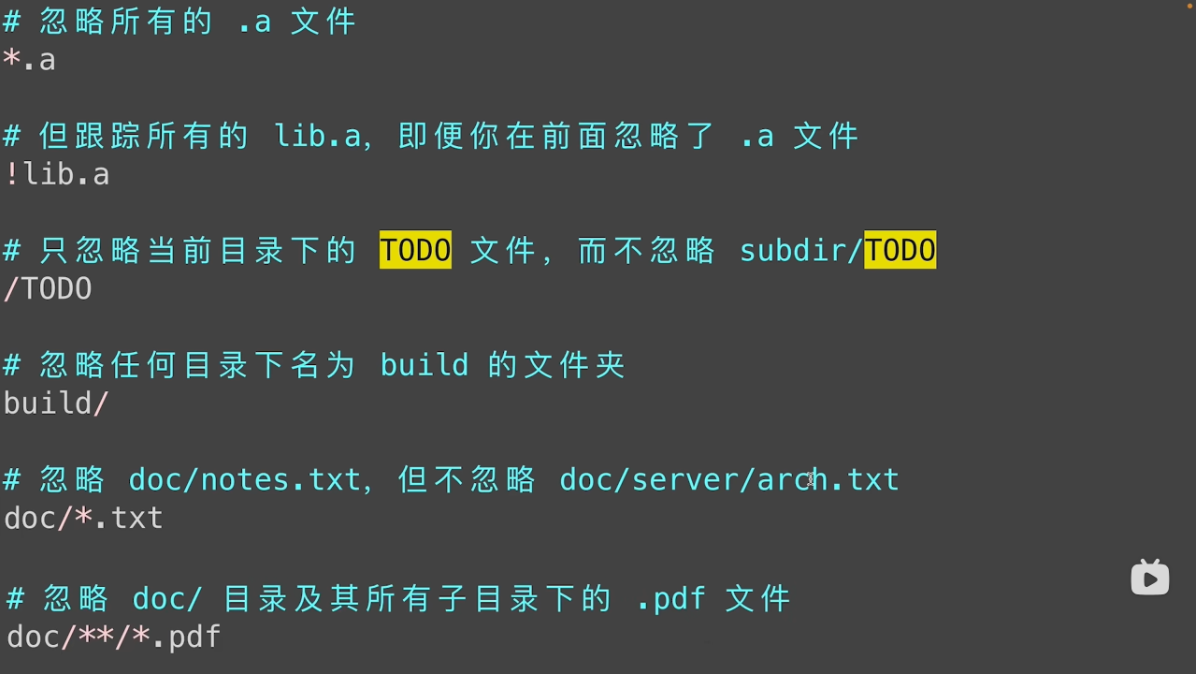 # 忽略所有的 .a 文件
*.a
# 但跟踪所有的 lib.a, 即便你在前面忽略了 .a 文件
!lib.a
# 只忽略当前目录下的 TODO 文件, 而不忽略 subdir/TODO
/TODO
# 忽略任何目录下名为 build 的文件夹
build/
# 忽略 doc/notes.txt, 但不忽略 doc/server/arch.txt
doc/*.txt
# 忽略 doc/ 目录及其所有子目录下的 .pdf 文件
doc/**/*.pdf